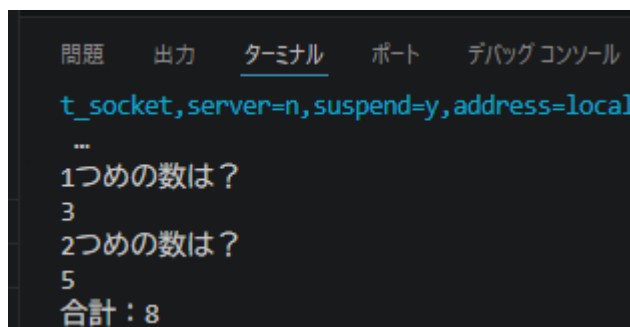 問題 出力 ターミナル ポート デバッグ コンソール
t_socket,server=n,suspend=y,address=local
…
1つめの数は？
3
2つめの数は？
5
合計：8